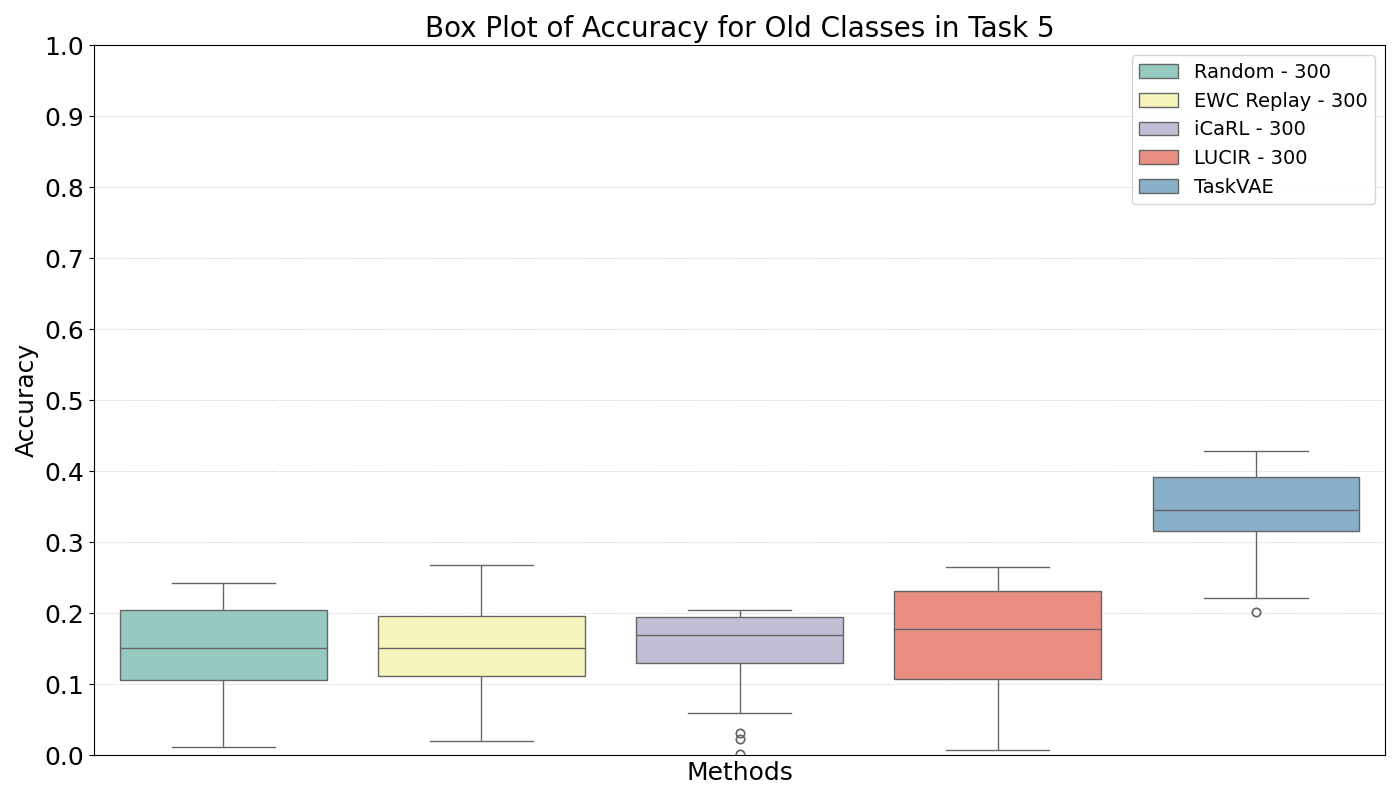 Box Plot of Accuracy for Old Classes in Task 5
1.0
0.9
0.8
0.7
0.6
0.5
0.4
0.3
0.2
0.1
0.0
Accuracy
Methods
Random - 300
EWC Replay - 300
iCaRL - 300
LUCIR - 300
TaskVAE